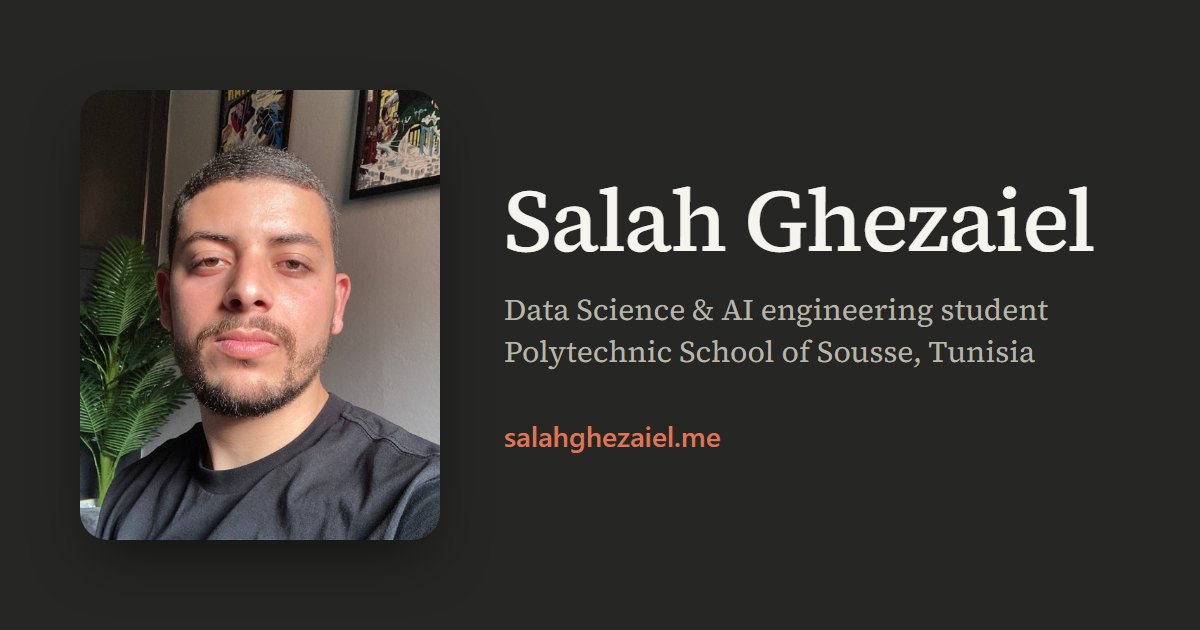 Salah Ghezaiel
Data Science & AI engineering student
Polytechnic School of Sousse, Tunisia
salahghezaiel.me